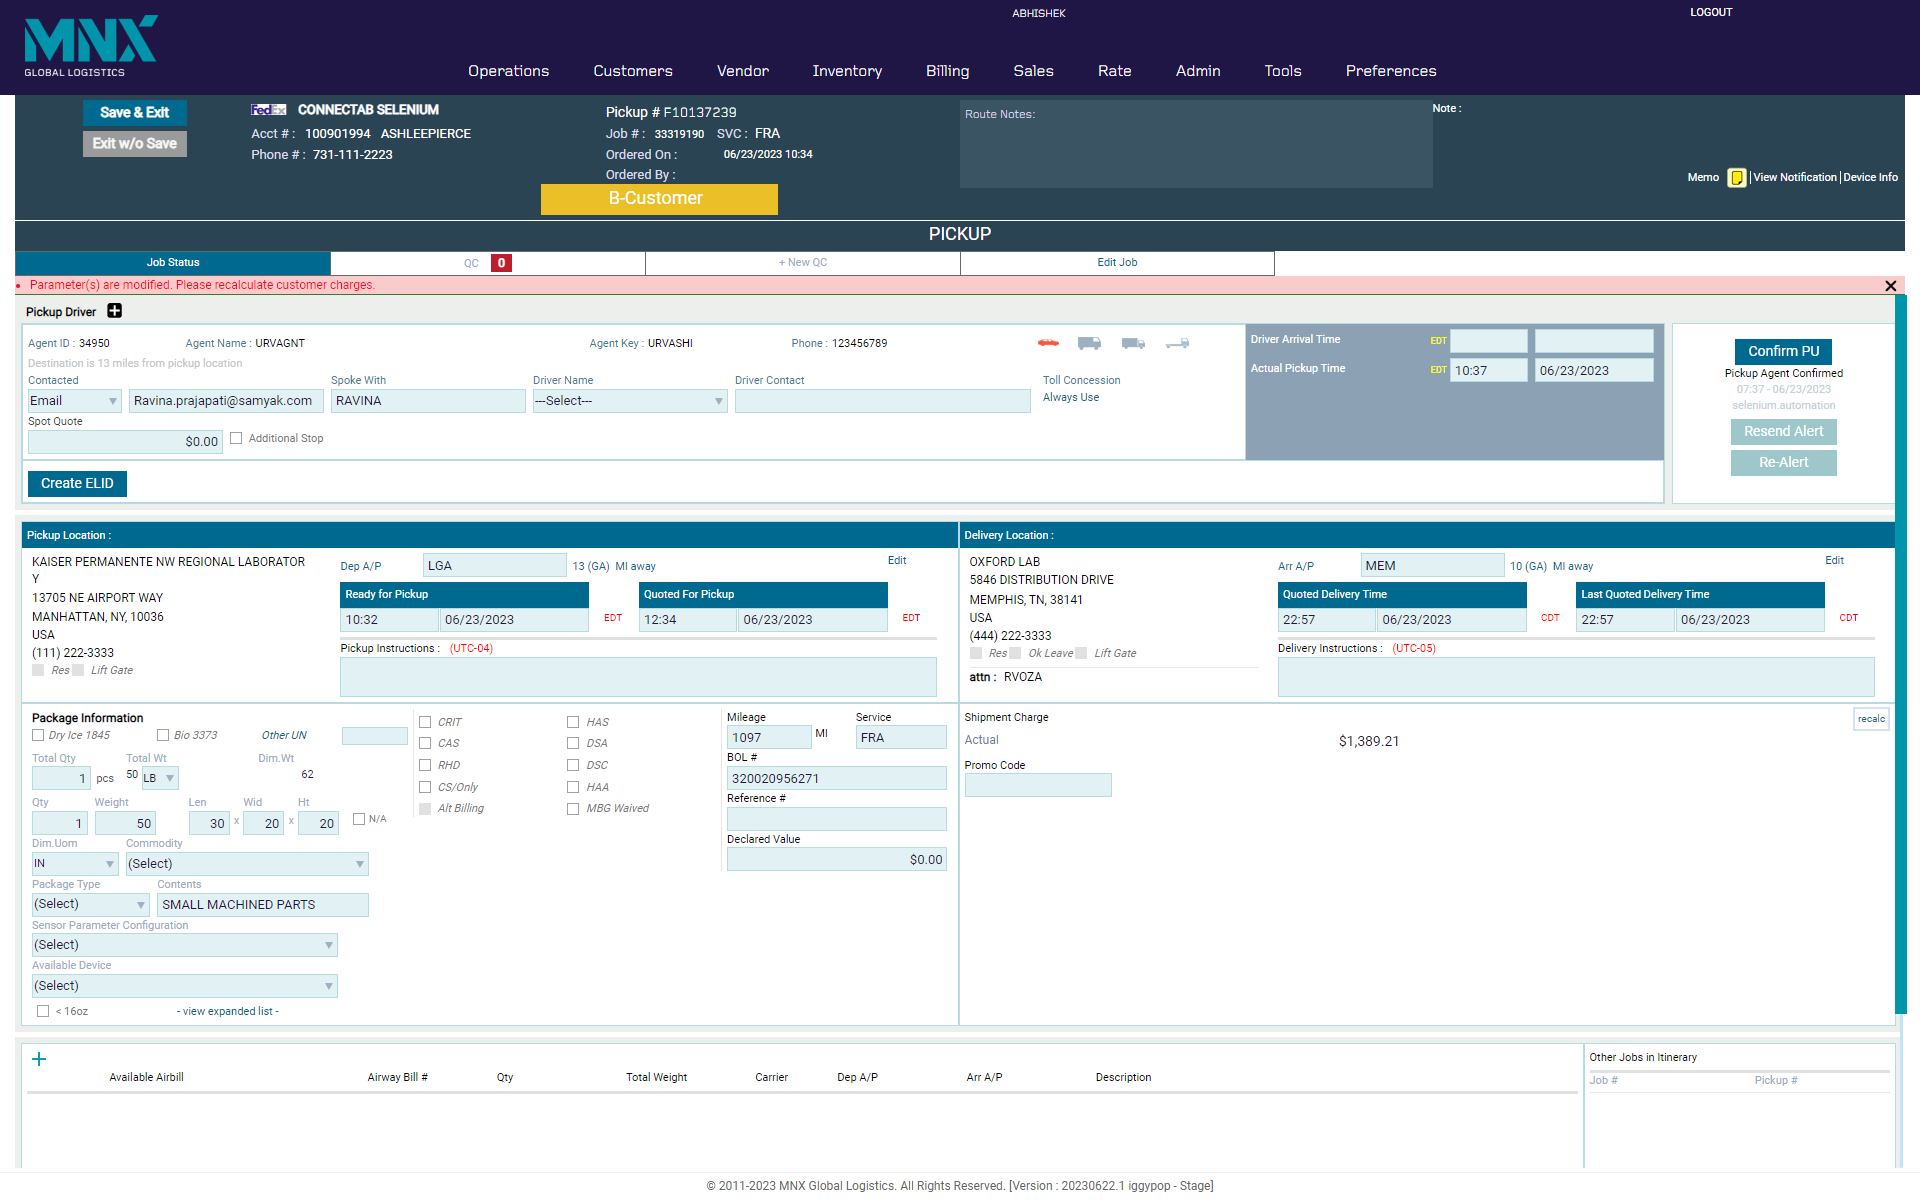 MNX
GLOBAL LOGISTICS
ABHISHEK
LOGOUT
Operations Customers Vendor Inventory Billing Sales Rate Admin Tools Preferences
Save & Exit
Exit w/o Save
FedEx CONNECTAB SELENIUM
Acct # : 100901994 ASHLEEPIERCE
Phone # : 731-111-2223
Pickup # F10137239
Job # : 33319190 SVC : FRA
Ordered On : 06/23/2023 10:34
Ordered By :
B-Customer
Route Notes:
Note :
Memo View Notification Device Info
PICKUP
Job Status QC 0 + New QC Edit Job
Parameter(s) are modified. Please recalculate customer charges.
Pickup Driver
Agent ID : 34950 Agent Name : URVAGNT Agent Key : URVASHI Phone : 123456789
Destination is 13 miles from pickup location
Contacted Spoke With Driver Name Driver Contact Toll Concession
Always Use
Email Ravina.prajapati@samyak.com RAVINA ---Select---
Spot Quote
$0.00 Additional Stop
Create ELID
Driver Arrival Time EDT
Actual Pickup Time EDT 10:37 06/23/2023
Confirm PU
Pickup Agent Confirmed
07:37 - 06/23/2023
selenium.automation
Resend Alert
Re-Alert
Pickup Location :
KAISER PERMANENTE NW REGIONAL LABORATOR
Y
13705 NE AIRPORT WAY
MANHATTAN, NY, 10036
USA
(111) 222-3333
Res Lift Gate
Dep A/P LGA 13 (GA) MI away Edit
Ready for Pickup Quoted For Pickup
10:32 06/23/2023 EDT 12:34 06/23/2023 EDT
Pickup Instructions : (UTC-04)
Delivery Location :
OXFORD LAB
5846 DISTRIBUTION DRIVE
MEMPHIS, TN, 38141
USA
(444) 222-3333
Res Ok Leave Lift Gate
attn : RVOZA
Arr A/P MEM 10 (GA) MI away Edit
Quoted Delivery Time Last Quoted Delivery Time
22:57 06/23/2023 CDT 22:57 06/23/2023 CDT
Delivery Instructions : (UTC-05)
Package Information
Dry Ice 1845 Bio 3373 Other UN
Total Qty Total Wt Dim.Wt
1 pcs 50 LB 62
Qty Weight Len Wid Ht
1 50 30 x 20 x 20 N/A
Dim.Uom Commodity
IN (Select)
Package Type Contents
(Select) SMALL MACHINED PARTS
Sensor Parameter Configuration
(Select)
Available Device
(Select)
< 16oz - view expanded list -
CRIT HAS
CAS DSA
RHD DSC
CS/Only HAA
Alt Billing MBG Waived
Mileage Service
1097 MI FRA
BOL #
320020956271
Reference #
Declared Value
$0.00
Shipment Charge recalc
Actual $1,389.21
Promo Code
Available Airbill Airway Bill # Qty Total Weight Carrier Dep A/P Arr A/P Description
Other Jobs in Itinerary
Job # Pickup #
© 2011-2023 MNX Global Logistics. All Rights Reserved. [Version : 20230622.1 iggypop - Stage]